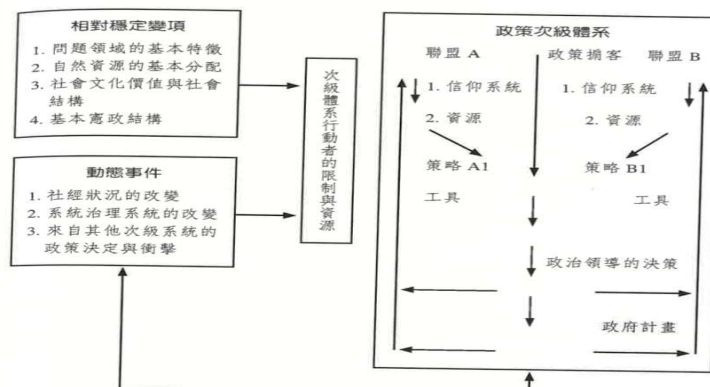 相對穩定變項
1. 問題領域的基本特徵
2. 自然資源的基本分配
3. 社會文化價值與社會
結構
4. 基本憲政結構
動態事件
1. 社經狀況的改變
2. 系統治理系統的改變
3. 來自其他次級系統的
政策決定與衝擊
次級體系行動者的限制與資源
政策次級體系
聯盟 A 政策掮客 聯盟 B
1. 信仰系統 1. 信仰系統
2. 資源 2. 資源
策略 A1 策略 B1
工具 工具
政治領導的決策
政府計畫